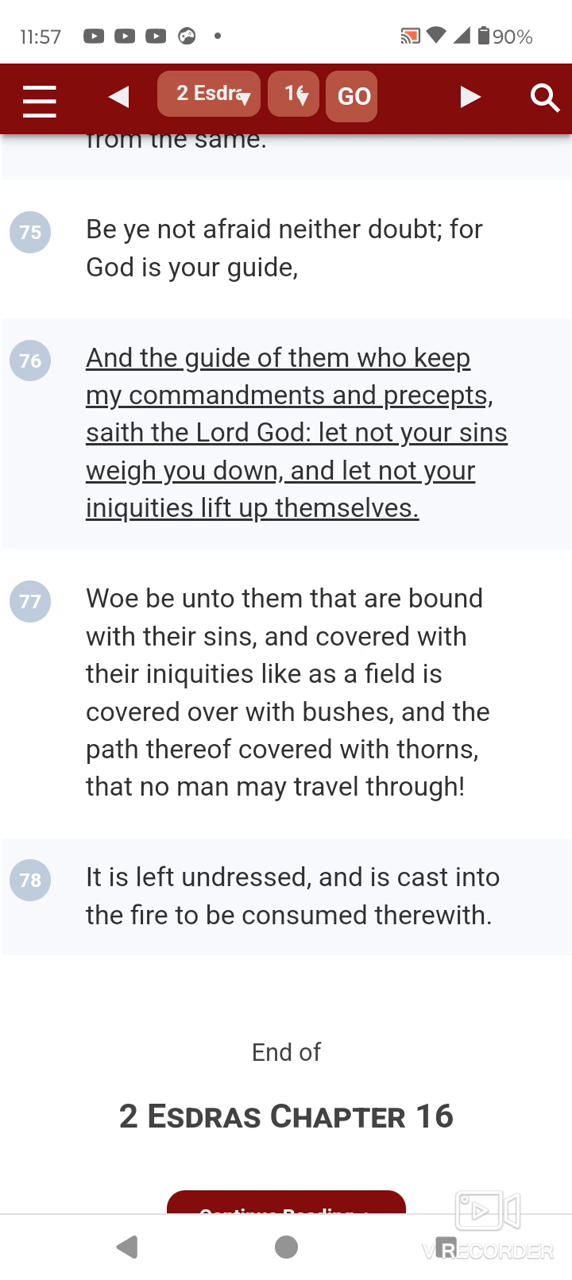 11:57 90%
2 Esdra 16 GO
from the same.
75 Be ye not afraid neither doubt; for
God is your guide,
76 And the guide of them who keep
my commandments and precepts,
saith the Lord God: let not your sins
weigh you down, and let not your
iniquities lift up themselves.
77 Woe be unto them that are bound
with their sins, and covered with
their iniquities like as a field is
covered over with bushes, and the
path thereof covered with thorns,
that no man may travel through!
78 It is left undressed, and is cast into
the fire to be consumed therewith.
End of
2 Esdras Chapter 16
Continue Reading
VRECORDER